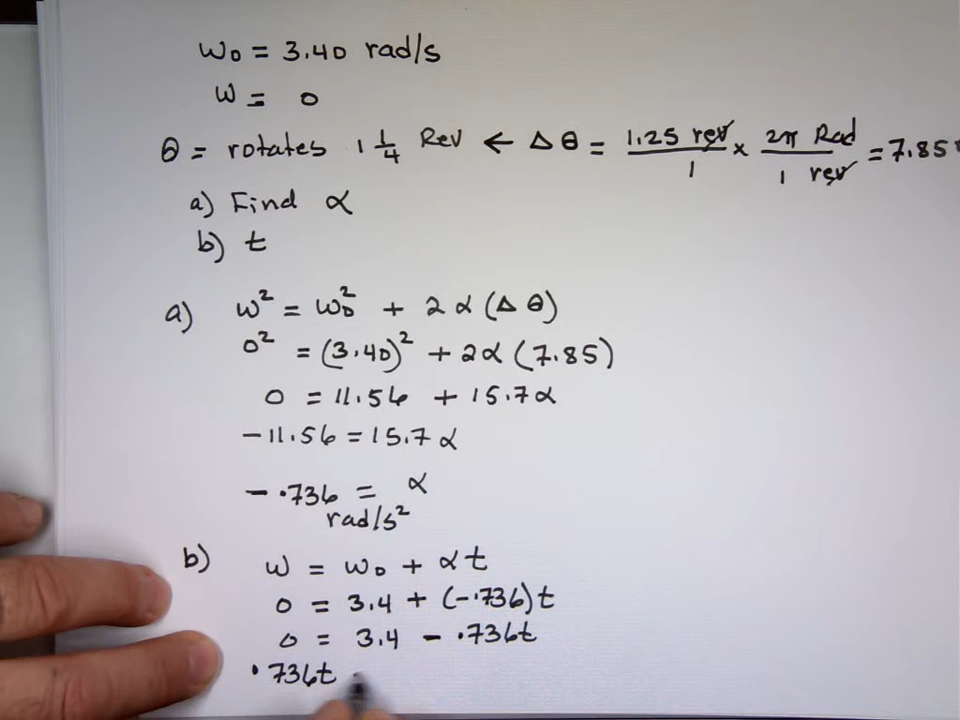 ω₀ = 3.40 rad/s
ω = 0
θ = rotates 1 1/4 Rev ← Δθ = 1.25 rev/1 × 2π Rad/1 rev = 7.85
a) Find α
b) t
a) ω² = ω₀² + 2α(Δθ)
0² = (3.40)² + 2α(7.85)
0 = 11.56 + 15.7α
-11.56 = 15.7α
-.736 = α
rad/s²
b) ω = ω₀ + αt
0 = 3.4 + (-.736)t
0 = 3.4 - .736t
.736t